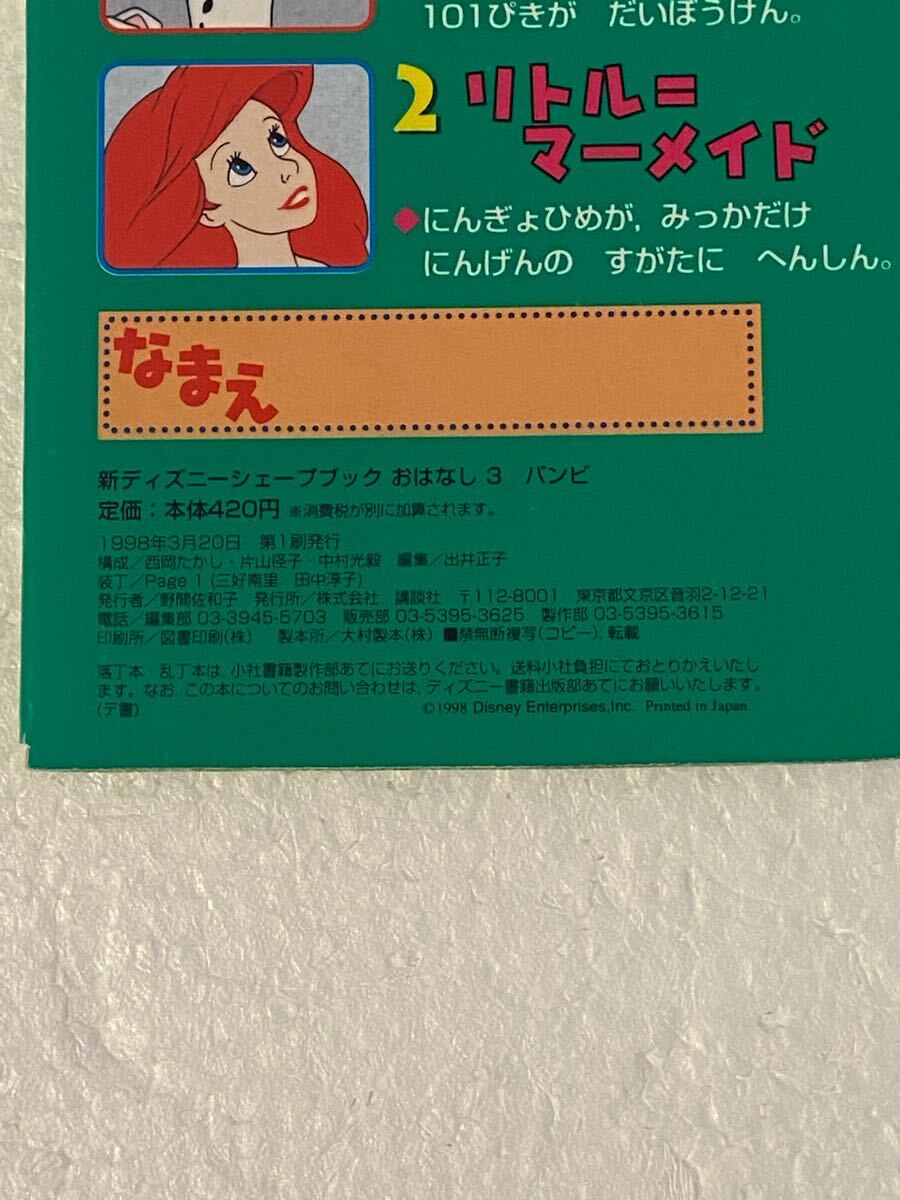 101ぴきが だいぼうけん。
2 リトル=
マーメイド
◆にんぎょひめが, みっかだけ
にんげんの すがたに へんしん。
なまえ
新ディズニーシェープブック おはなし 3 バンビ
定価:本体420円 ※消費税が別に加算されます。
1998年3月20日 第1刷発行
構成/西岡たかし・片山径子・中村光毅 編集/出井正子
装丁/Page 1 (三好南里 田中淳子)
発行者/野間佐和子 発行所/株式会社 講談社 〒112-8001 東京都文京区音羽2-12-21
電話/編集部 03-3945-5703 販売部 03-5395-3625 製作部 03-5395-3615
印刷所/図書印刷(株) 製本所/大村製本(株) ■禁無断複写(コピー), 転載
落丁本・乱丁本は, 小社書籍製作部あてにお送りください。送料小社負担にておとりかえいたし
ます。なお, この本についてのお問い合わせは, ディズニー書籍出版部あてにお願いいたします。
(デ書) ©1998 Disney Enterprises,Inc. Printed in Japan